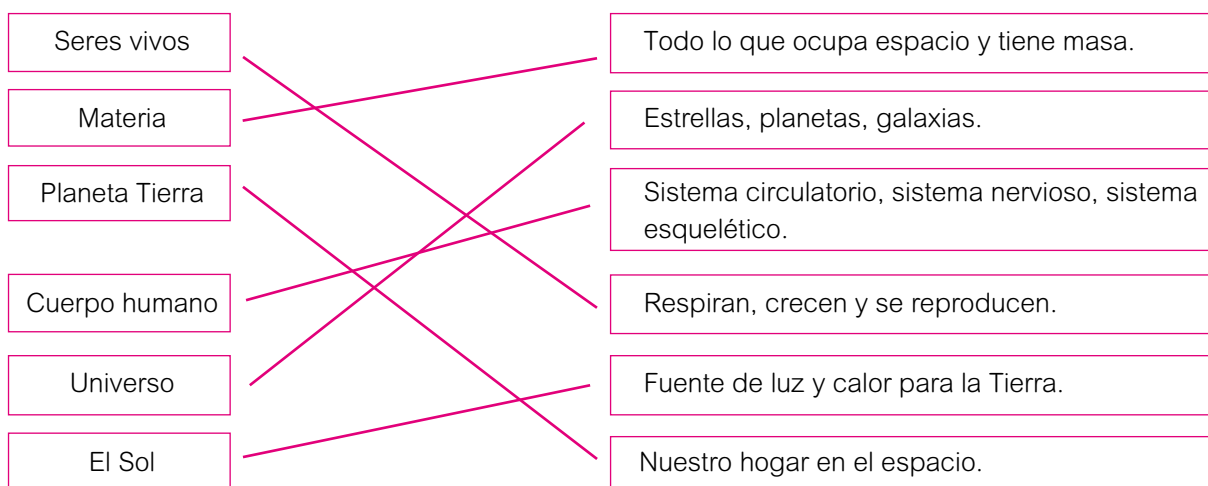 Seres vivos
Todo lo que ocupa espacio y tiene masa.
Materia
Estrellas, planetas, galaxias.
Planeta Tierra
Sistema circulatorio, sistema nervioso, sistema
esquelético.
Cuerpo humano
Respiran, crecen y se reproducen.
Universo
Fuente de luz y calor para la Tierra.
El Sol
Nuestro hogar en el espacio.